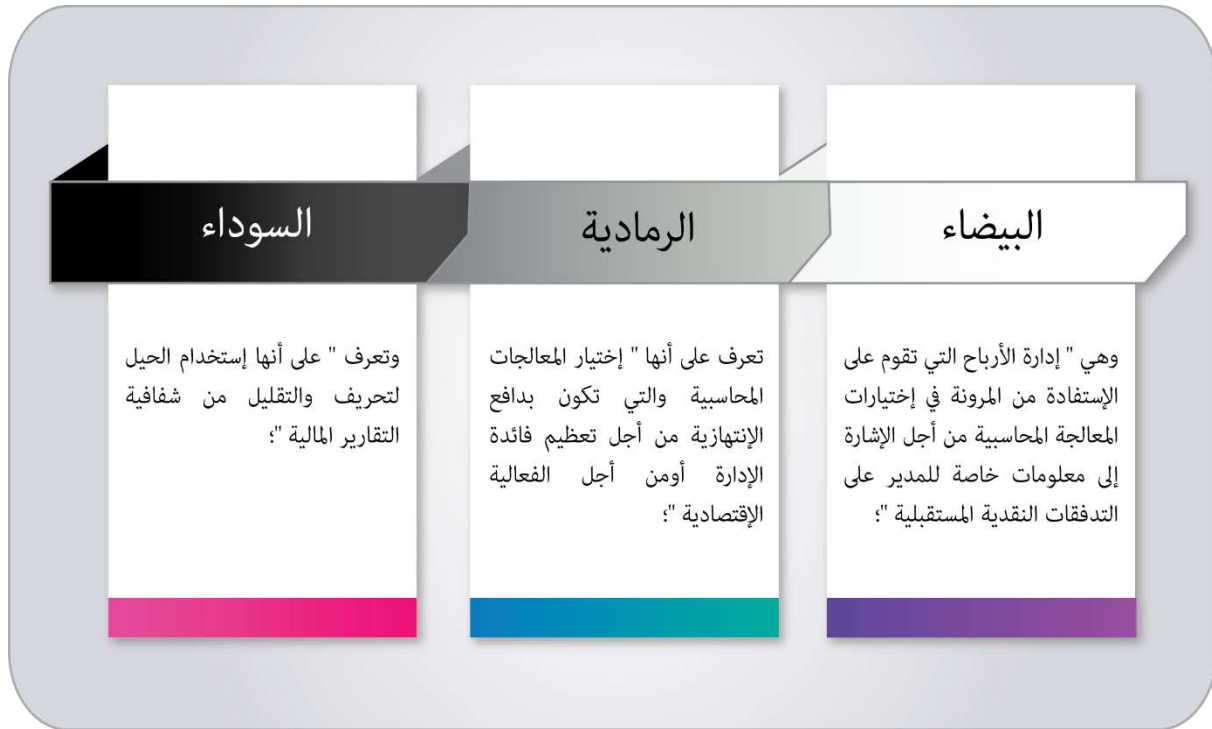 البيضاء
وهي " إدارة الأرباح التي تقوم على
الإستفادة من المرونة في إختيارات
المعالجة المحاسبية من أجل الإشارة
إلى معلومات خاصة للمدير على
التدفقات النقدية المستقبلية "؛
الرمادية
تعرف على أنها " إختيار المعالجات
المحاسبية والتي تكون بدافع
الإنتهازية من أجل تعظيم فائدة
الإدارة أومن أجل الفعالية
الإقتصادية "؛
السوداء
وتعرف " على أنها إستخدام الحيل
لتحريف والتقليل من شفافية
التقارير المالية "؛